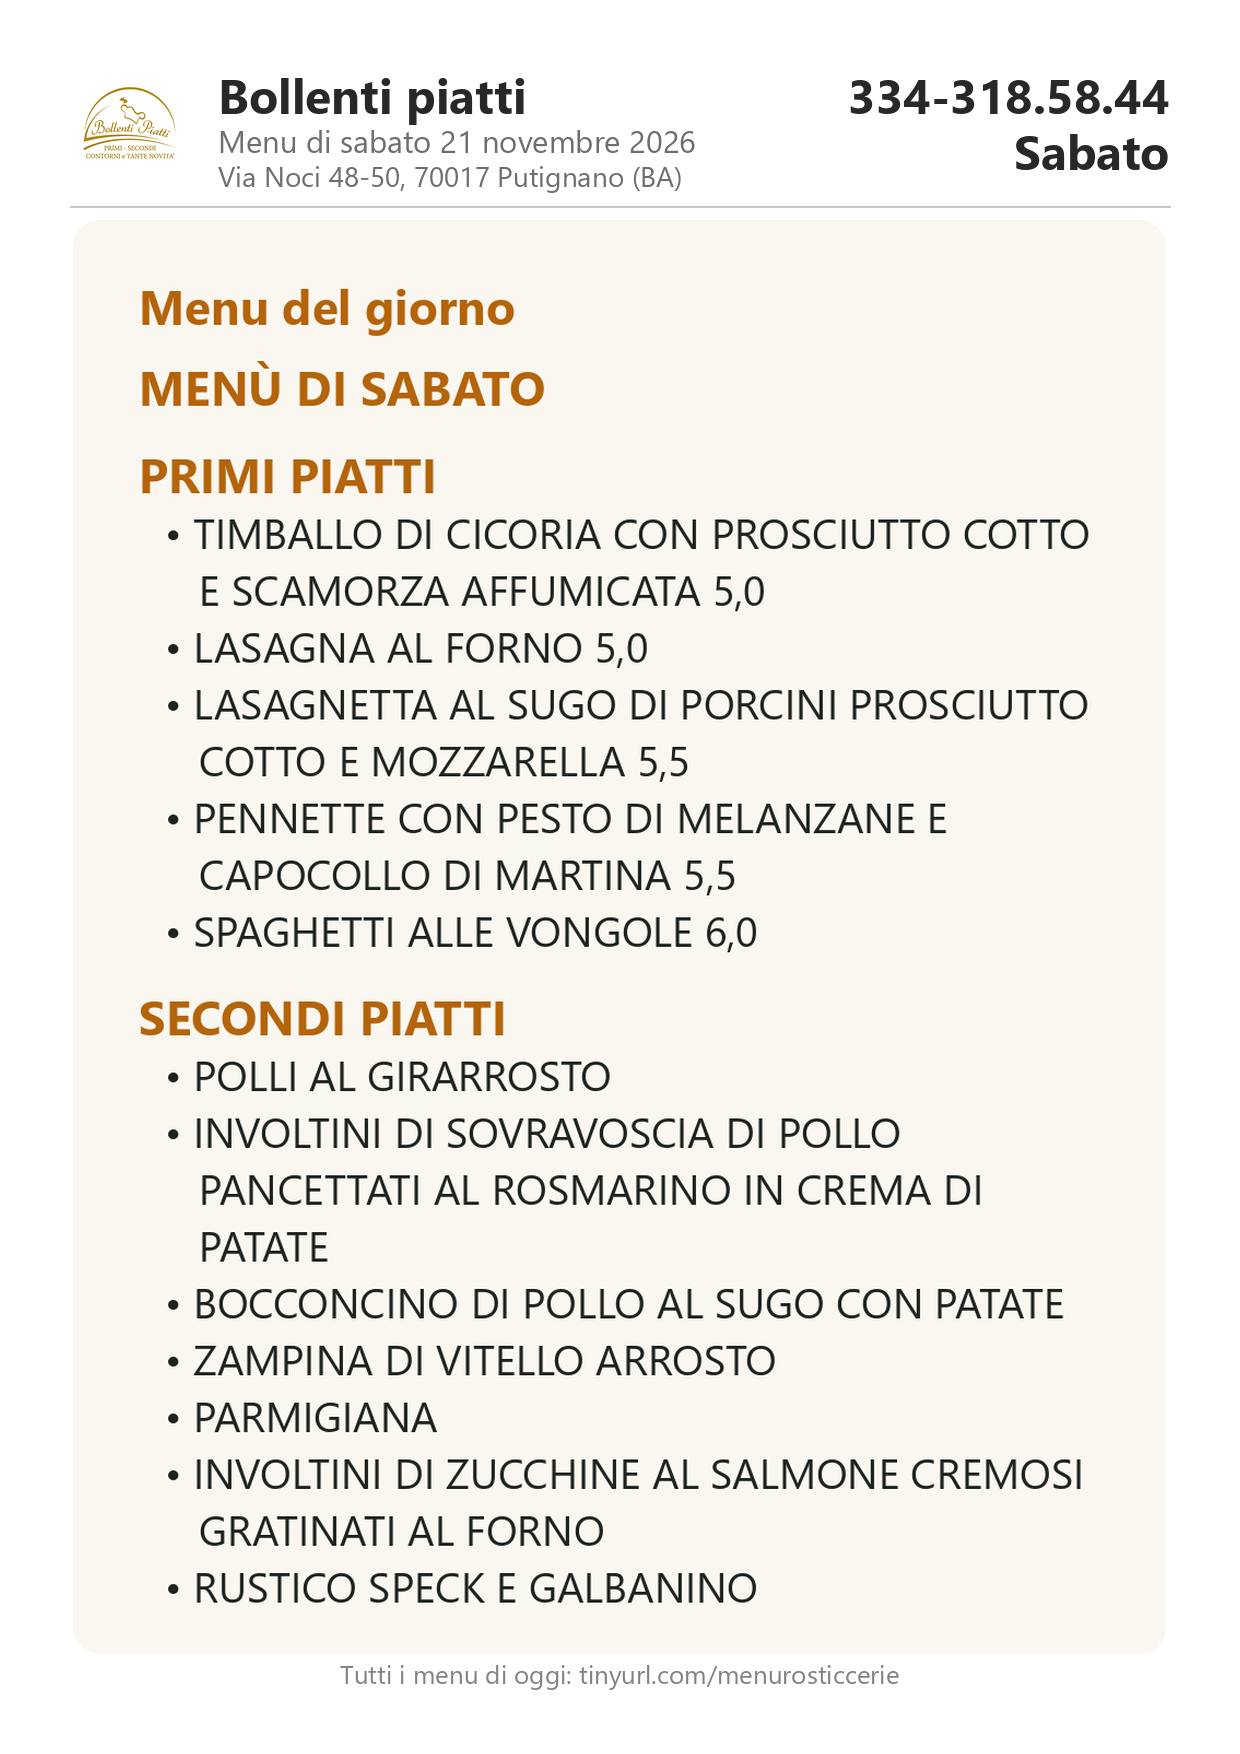 Bollenti Piatti
PRIMI - SECONDI
CONTORNI e TANTE NOVITA'
Bollenti piatti
Menu di sabato 21 novembre 2026
Via Noci 48-50, 70017 Putignano (BA)
334-318.58.44
Sabato
Menu del giorno
MENÙ DI SABATO
PRIMI PIATTI
• TIMBALLO DI CICORIA CON PROSCIUTTO COTTO
E SCAMORZA AFFUMICATA 5,0
• LASAGNA AL FORNO 5,0
• LASAGNETTA AL SUGO DI PORCINI PROSCIUTTO
COTTO E MOZZARELLA 5,5
• PENNETTE CON PESTO DI MELANZANE E
CAPOCOLLO DI MARTINA 5,5
• SPAGHETTI ALLE VONGOLE 6,0
SECONDI PIATTI
• POLLI AL GIRARROSTO
• INVOLTINI DI SOVRAVOSCIA DI POLLO
PANCETTATI AL ROSMARINO IN CREMA DI
PATATE
• BOCCONCINO DI POLLO AL SUGO CON PATATE
• ZAMPINA DI VITELLO ARROSTO
• PARMIGIANA
• INVOLTINI DI ZUCCHINE AL SALMONE CREMOSI
GRATINATI AL FORNO
• RUSTICO SPECK E GALBANINO
Tutti i menu di oggi: tinyurl.com/menurosticcerie